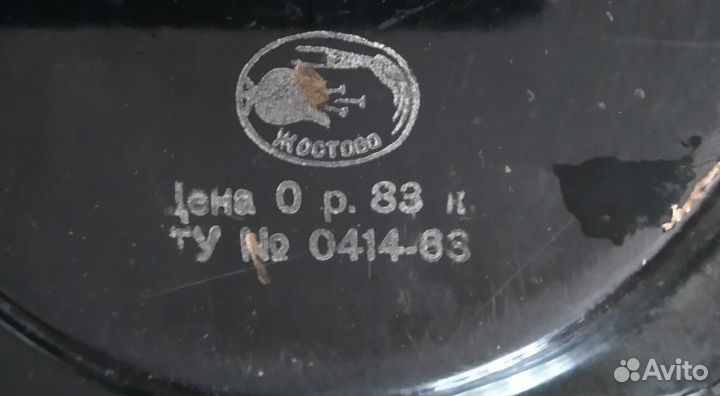 Жостово
Цена 0 р. 83 к.
ТУ № 0414-63
Avito